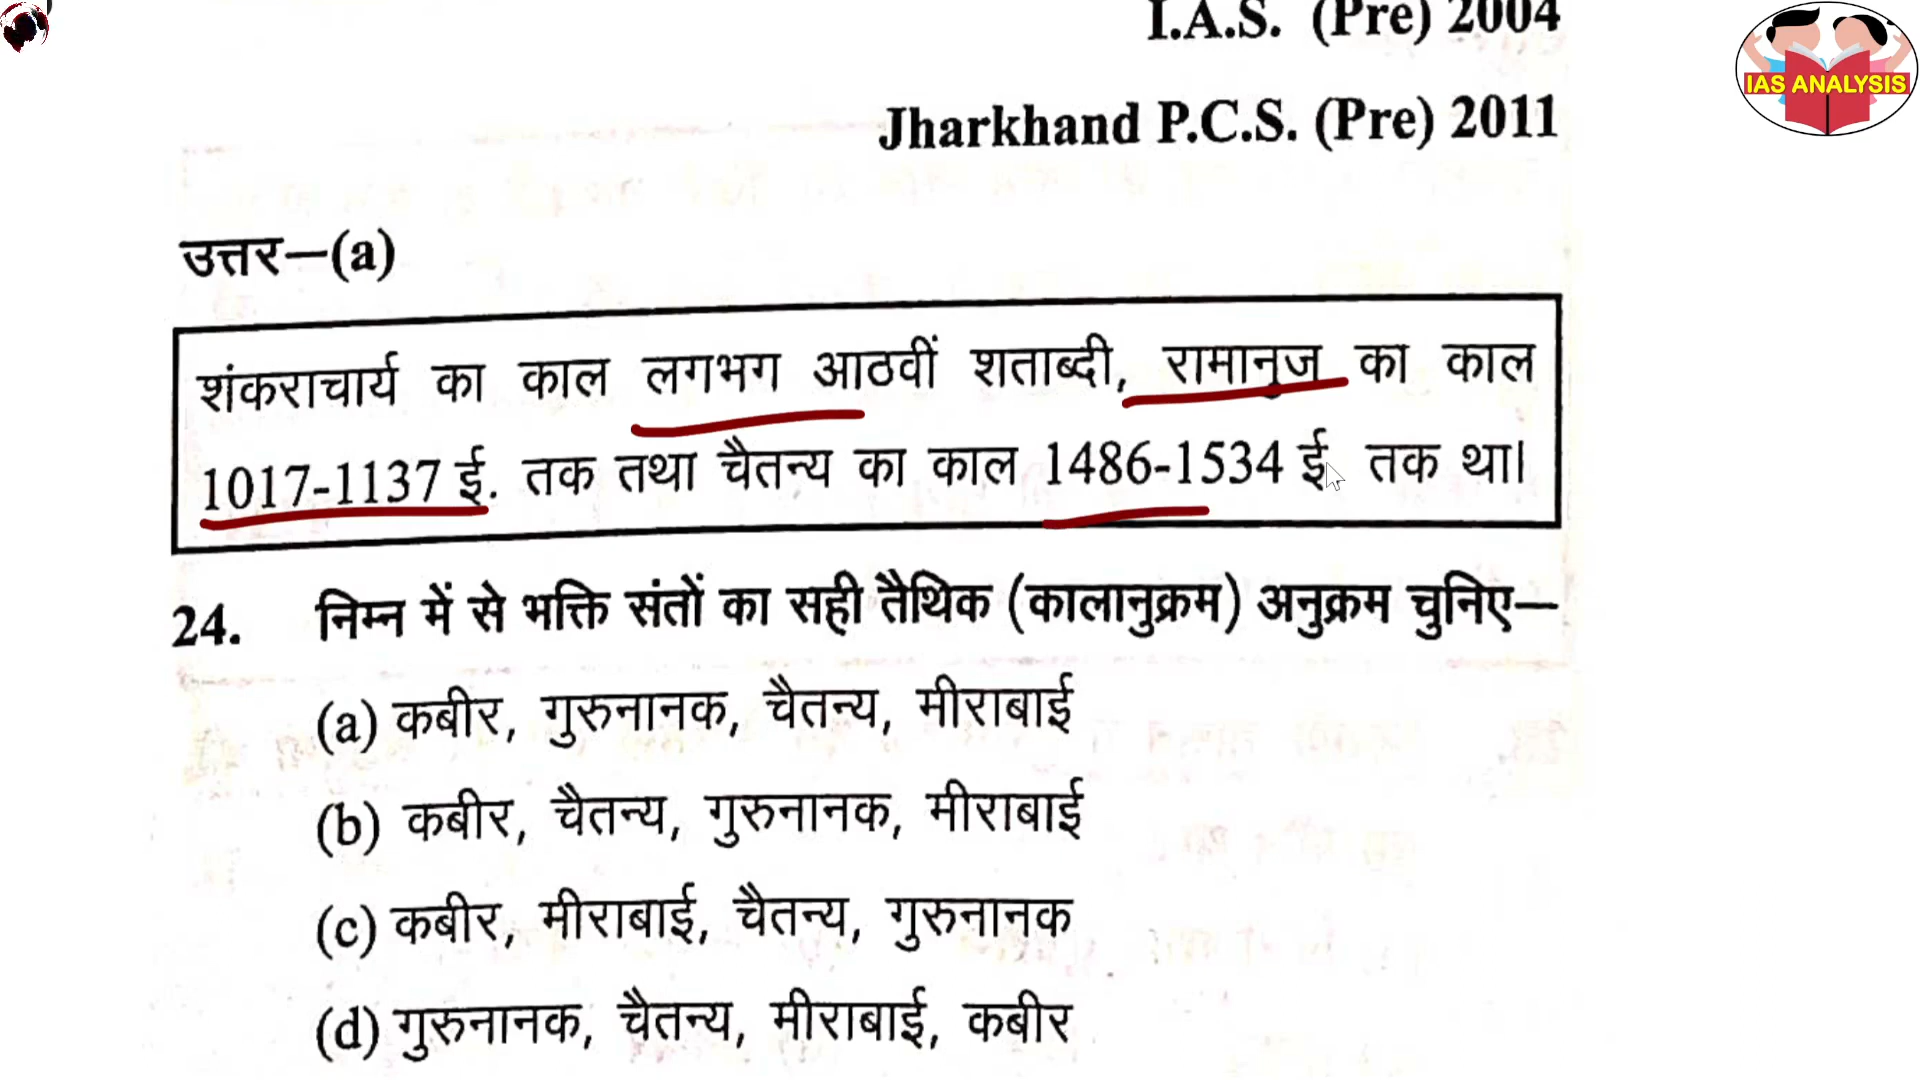 I.A.S. (Pre) 2004
IAS ANALYSIS
Jharkhand P.C.S. (Pre) 2011
उत्तर–(a)
शंकराचार्य का काल लगभग आठवीं शताब्दी, रामानुज का काल
1017-1137 ई. तक तथा चैतन्य का काल 1486-1534 ई. तक था।
24. निम्न में से भक्ति संतों का सही तैथिक (कालानुक्रम) अनुक्रम चुनिए–
(a) कबीर, गुरुनानक, चैतन्य, मीराबाई
(b) कबीर, चैतन्य, गुरुनानक, मीराबाई
(c) कबीर, मीराबाई, चैतन्य, गुरुनानक
(d) गुरुनानक, चैतन्य, मीराबाई, कबीर